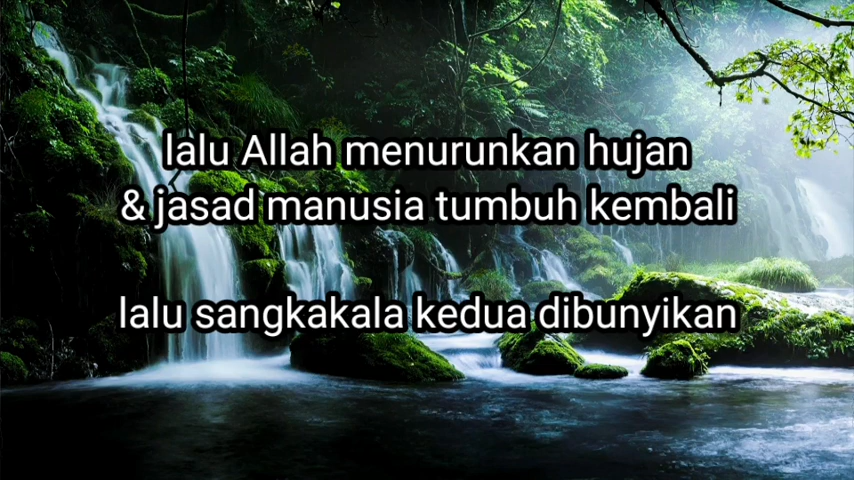 lalu Allah menurunkan hujan
& jasad manusia tumbuh kembali
lalu sangkakala kedua dibunyikan